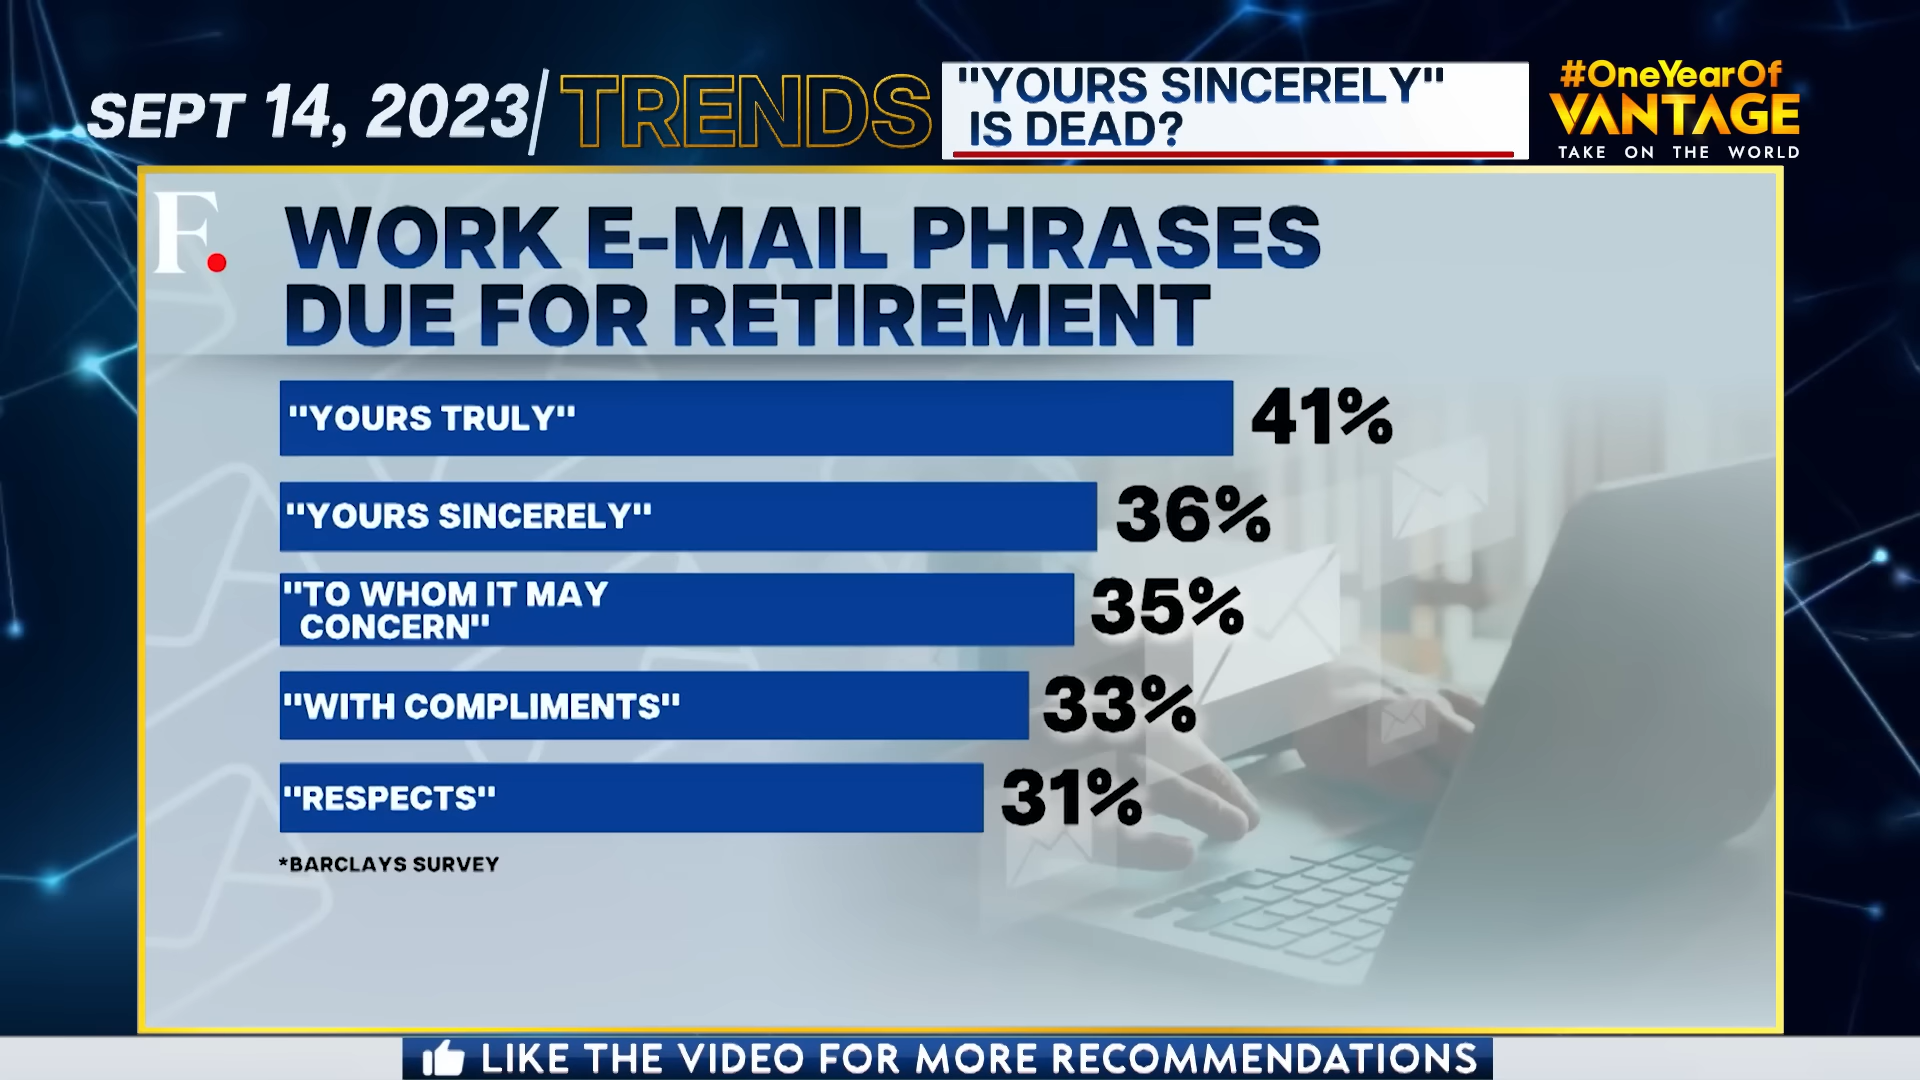 SEPT 14, 2023
TRENDS
"YOURS SINCERELY"
IS DEAD?
#OneYearOf
VANTAGE
TAKE ON THE WORLD
F.
WORK E-MAIL PHRASES
DUE FOR RETIREMENT
"YOURS TRULY" 41%
"YOURS SINCERELY" 36%
"TO WHOM IT MAY
CONCERN" 35%
"WITH COMPLIMENTS" 33%
"RESPECTS" 31%
*BARCLAYS SURVEY
LIKE THE VIDEO FOR MORE RECOMMENDATIONS